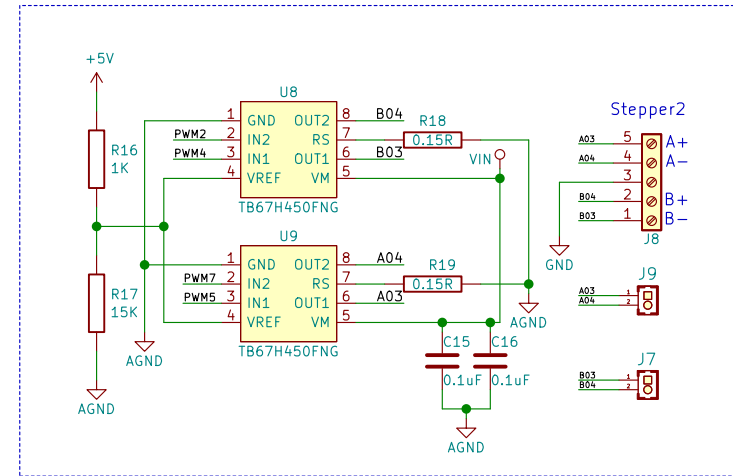 +5V
R16
1K
R17
15K
AGND
AGND
U8
1 GND OUT2 8 B04
PWM2 2 IN2 RS 7
PWM4 3 IN1 OUT1 6 B03
4 VREF VM 5
TB67H450FNG
R18
0.15R
VIN
U9
1 GND OUT2 8 A04
PWM7 2 IN2 RS 7
PWM5 3 IN1 OUT1 6 A03
4 VREF VM 5
TB67H450FNG
R19
0.15R
AGND
C15
0.1uF
C16
0.1uF
AGND
Stepper2
A03 5 A+
A04 4 A-
3
B04 2 B+
B03 1 B-
J8
GND
J9
A03 1
A04 2
J7
B03 1
B04 2